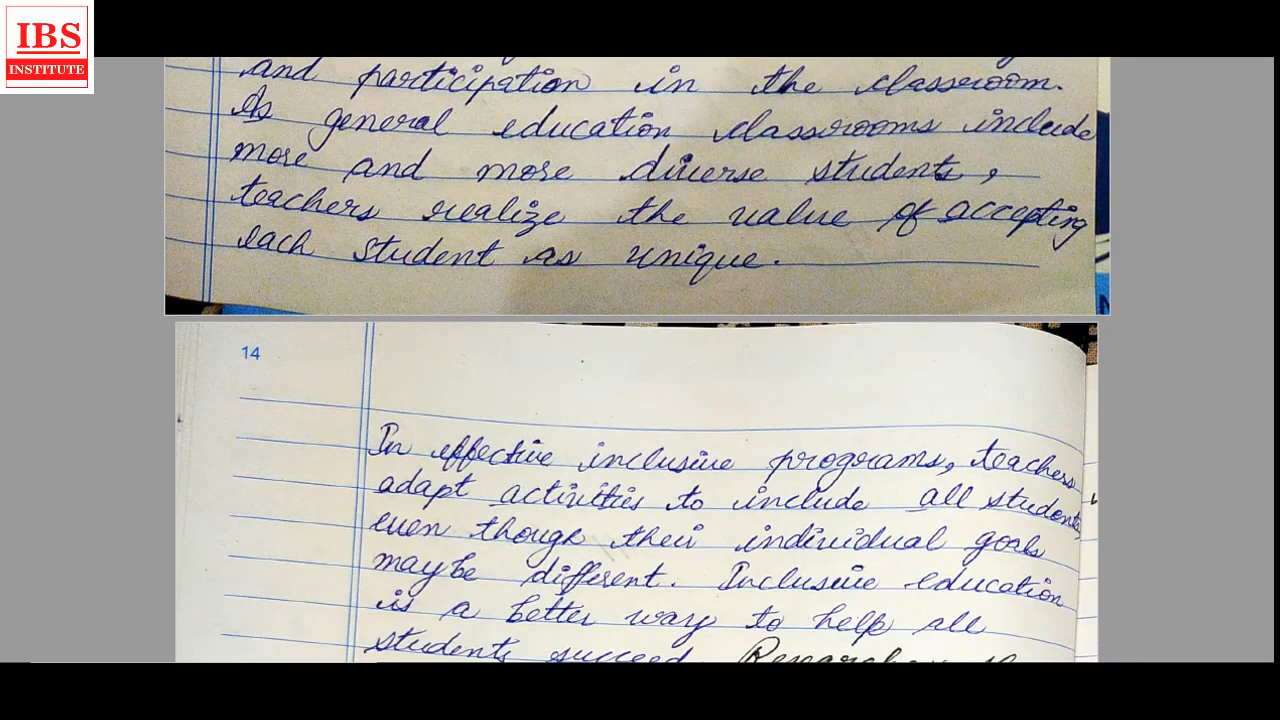 IBS
INSTITUTE
and participation in the classroom.
As general education classrooms include
more and more diverse students,
teachers realize the value of accepting
each student as unique.
14
In effective inclusive programs, teachers
adapt activities to include all students,
even though their individual goals
maybe different. Inclusive education
is a better way to help all
students succeed.